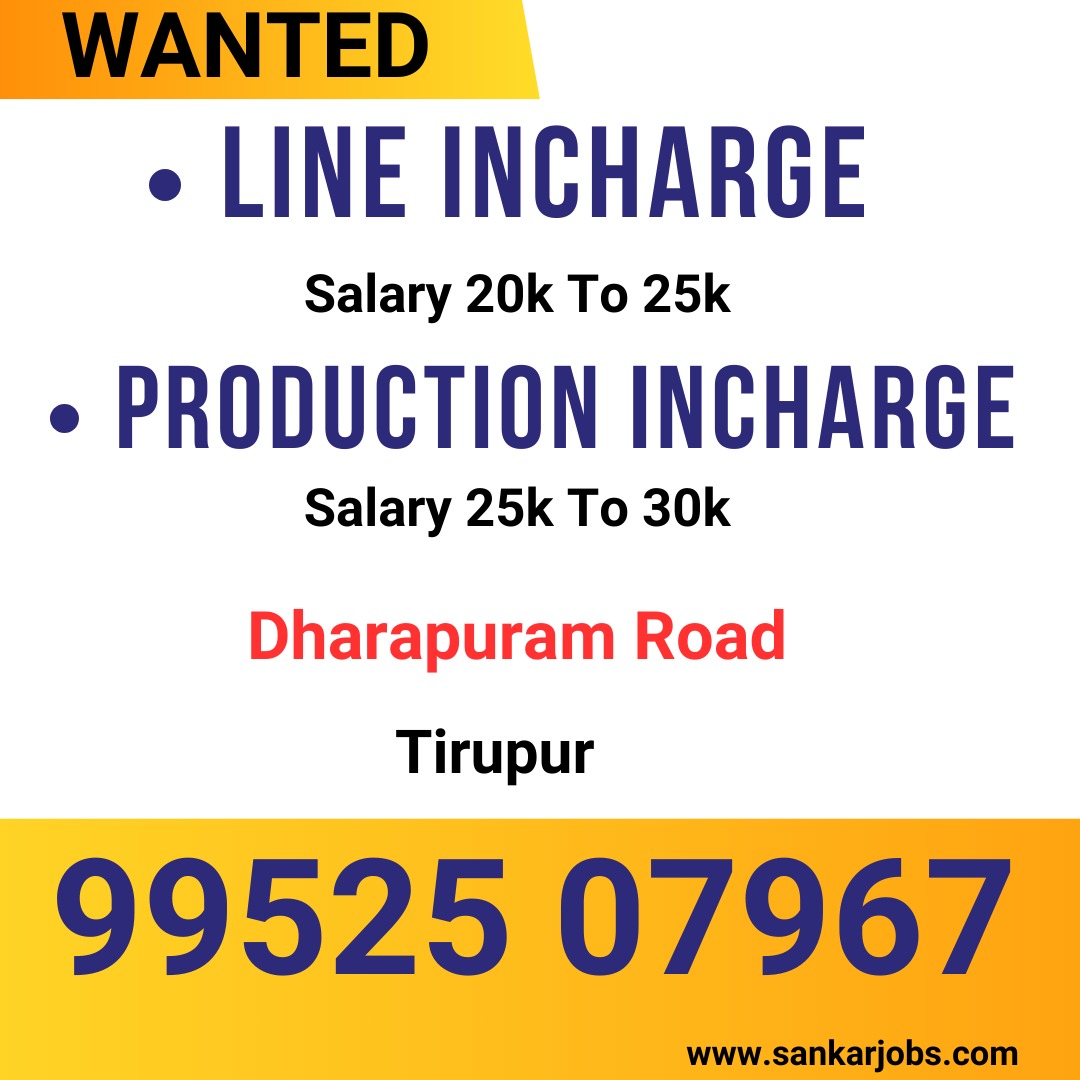 WANTED
• LINE INCHARGE
Salary 20k To 25k
• PRODUCTION INCHARGE
Salary 25k To 30k
Dharapuram Road
Tirupur
99525 07967
www.sankarjobs.com